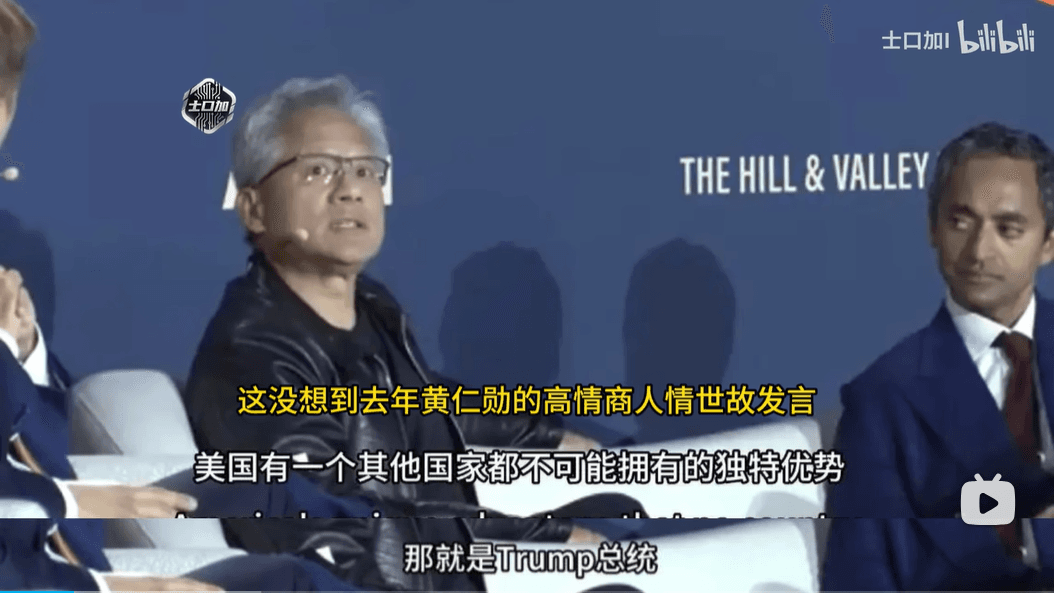 士口加 bilibili
士口加
THE HILL & VALLEY
这没想到去年黄仁勋的高情商人情世故发言
美国有一个其他国家都不可能拥有的独特优势
那就是Trump总统